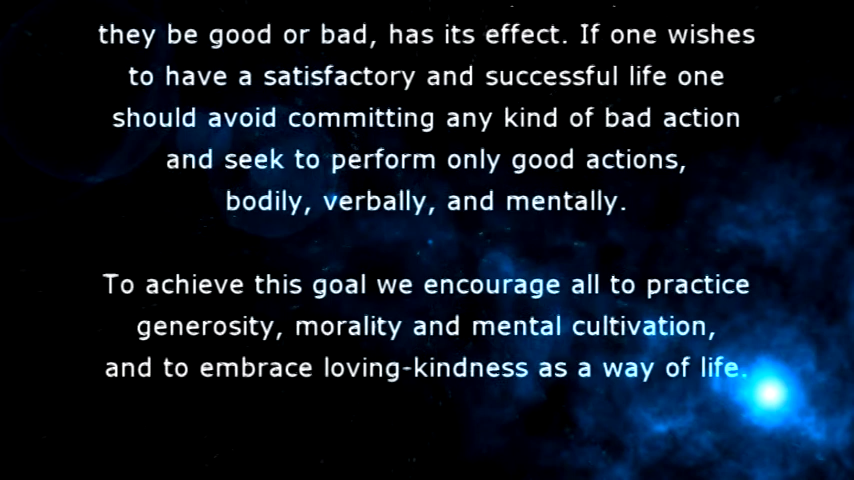 they be good or bad, has its effect. If one wishes
to have a satisfactory and successful life one
should avoid committing any kind of bad action
and seek to perform only good actions,
bodily, verbally, and mentally.
To achieve this goal we encourage all to practice
generosity, morality and mental cultivation,
and to embrace loving-kindness as a way of life.